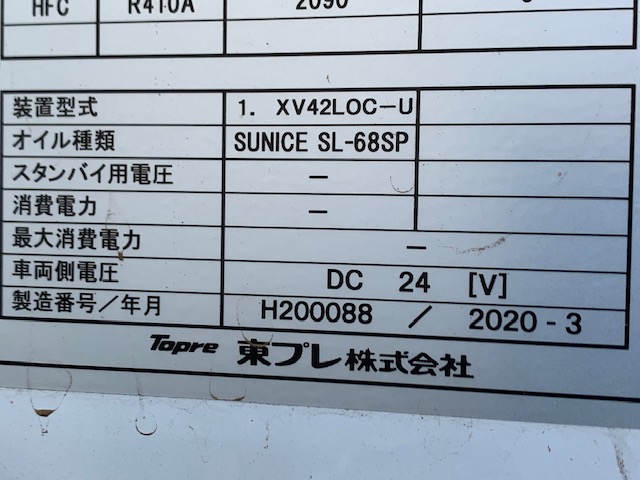 HFC R410A 2090
装置型式 1. XV42LOC-U
オイル種類 SUNICE SL-68SP
スタンバイ用電圧 -
消費電力 -
最大消費電力 -
車両側電圧 DC 24 [V]
製造番号/年月 H200088 / 2020-3
Topre 東プレ株式会社